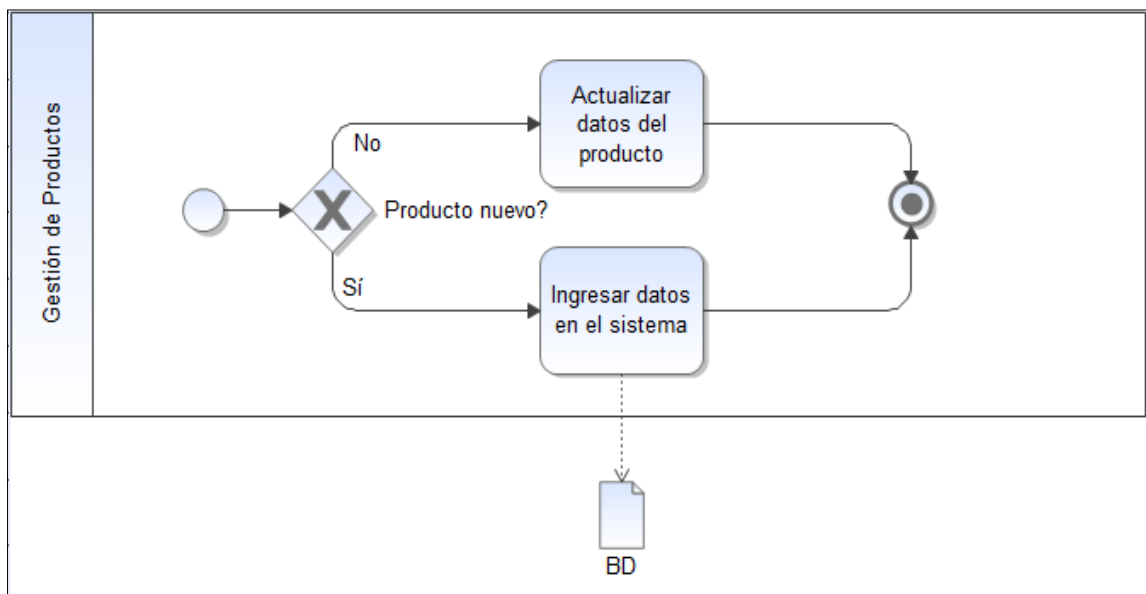 Gestión de Productos
Actualizar
datos del
producto
No
Producto nuevo?
Sí
Ingresar datos
en el sistema
BD